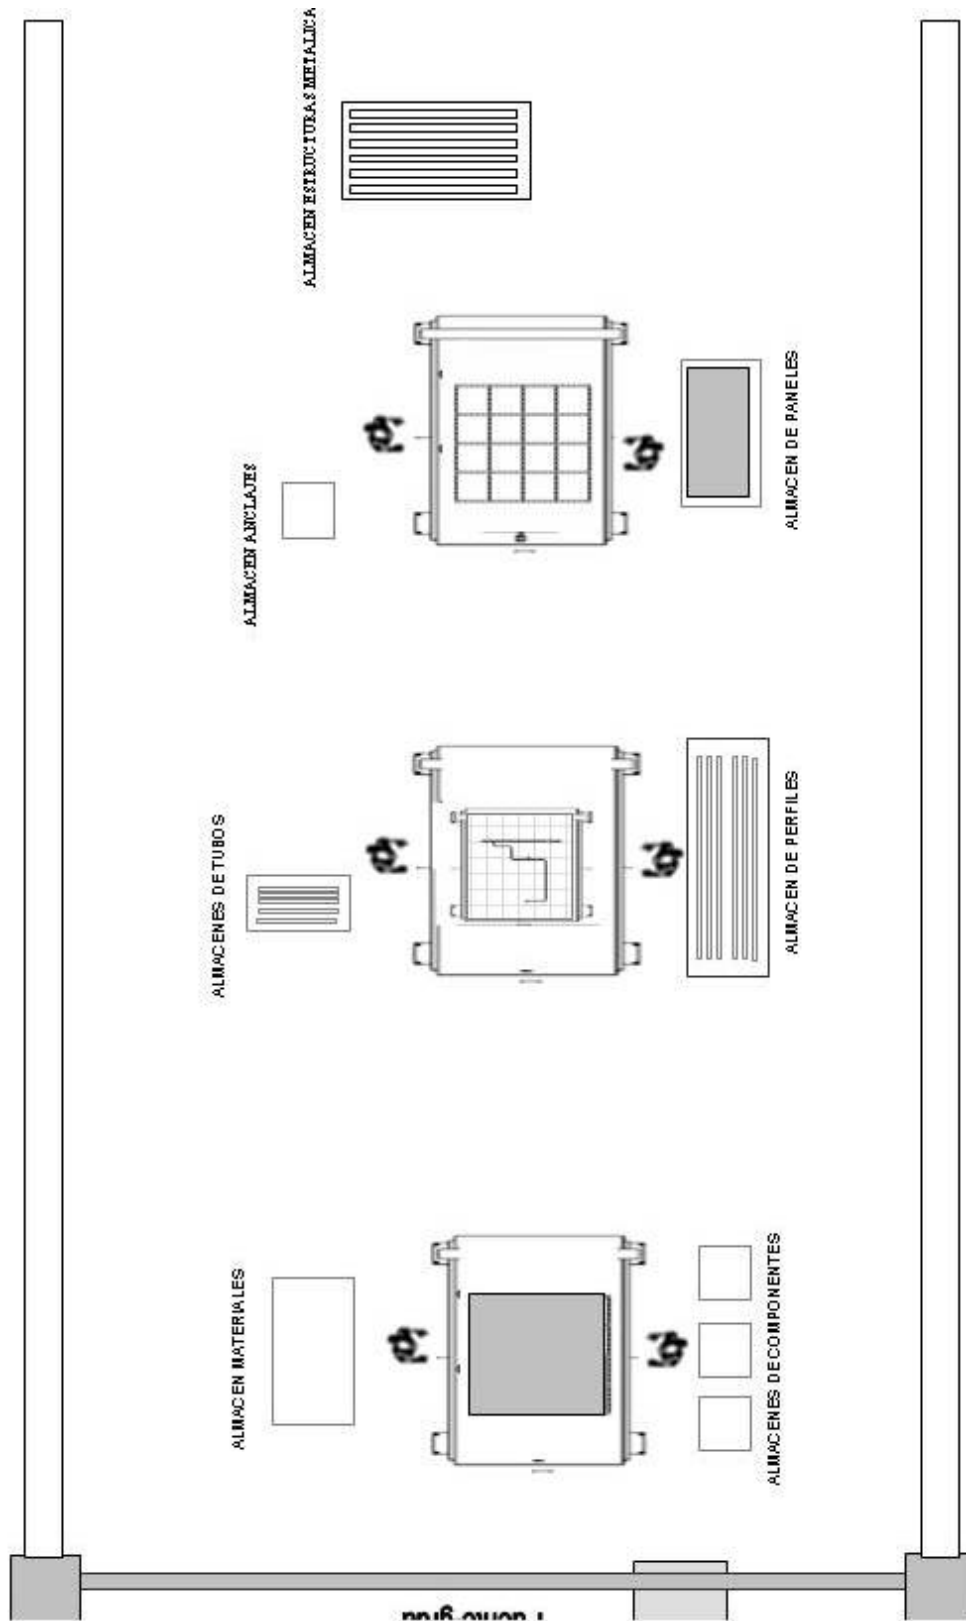 ALMACEN ESTRUCTURAS METALICA
ALMACEN DE PANELES
ALMACEN ANCLAJES
ALMACENES DE TUBOS
ALMACEN DE PERFILES
ALMACEN MATERIALES
ALMACENES DE COMPONENTES